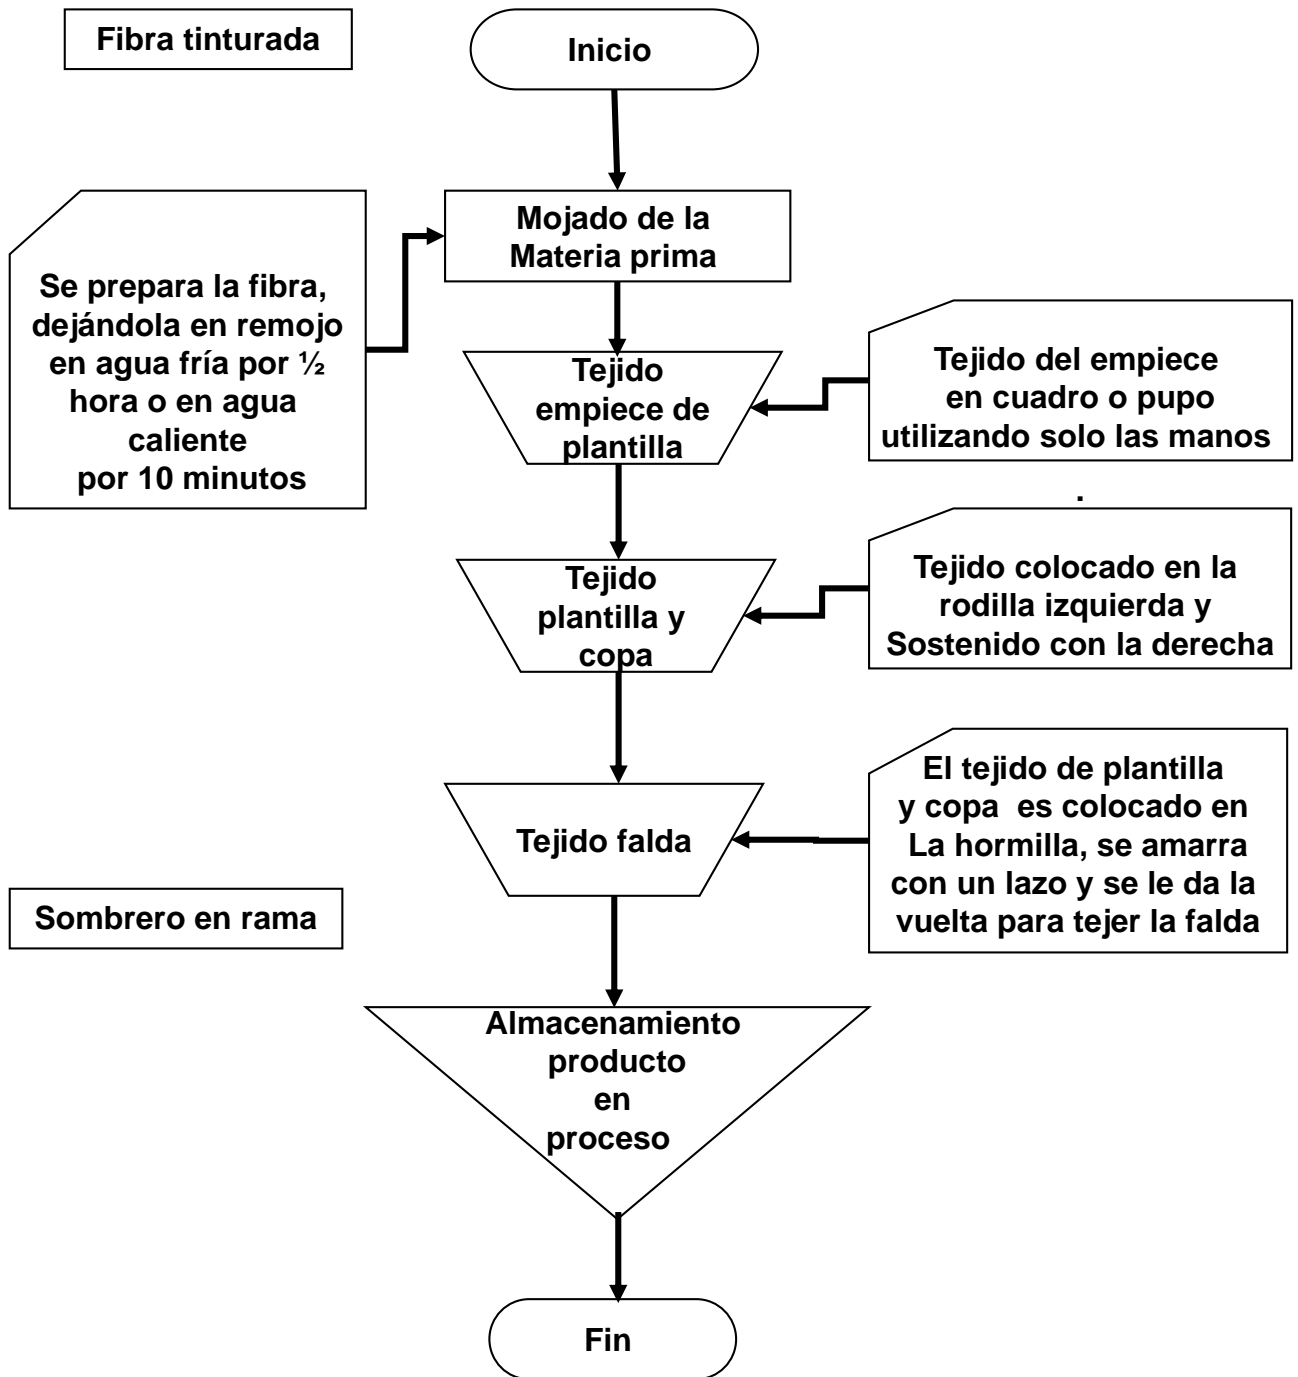 Fibra tinturada
Inicio
Mojado de la
Materia prima
Se prepara la fibra,
dejándola en remojo
en agua fría por ½
hora o en agua
caliente
por 10 minutos
Tejido
empiece de
plantilla
Tejido del empiece
en cuadro o pupo
utilizando solo las manos
.
Tejido
plantilla y
copa
Tejido colocado en la
rodilla izquierda y
Sostenido con la derecha
Tejido falda
El tejido de plantilla
y copa es colocado en
La hormilla, se amarra
con un lazo y se le da la
vuelta para tejer la falda
Sombrero en rama
Almacenamiento
producto
en
proceso
Fin